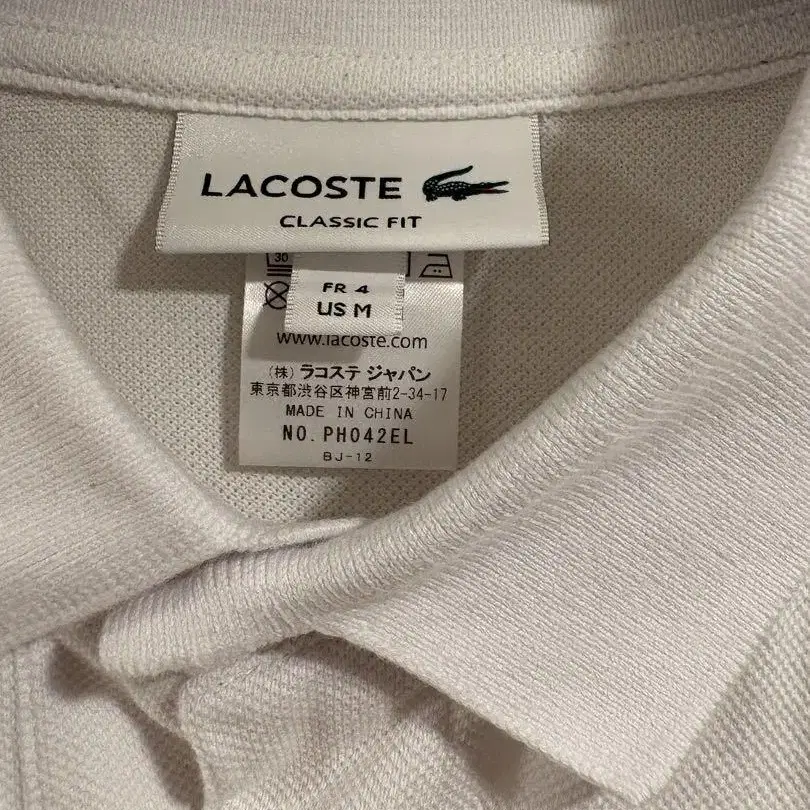 LACOSTE
CLASSIC FIT
30
FR 4
US M
www.lacoste.com
(株) ラコステ ジャパン
東京都渋谷区神宮前2-34-17
MADE IN CHINA
NO. PH042EL
BJ-12